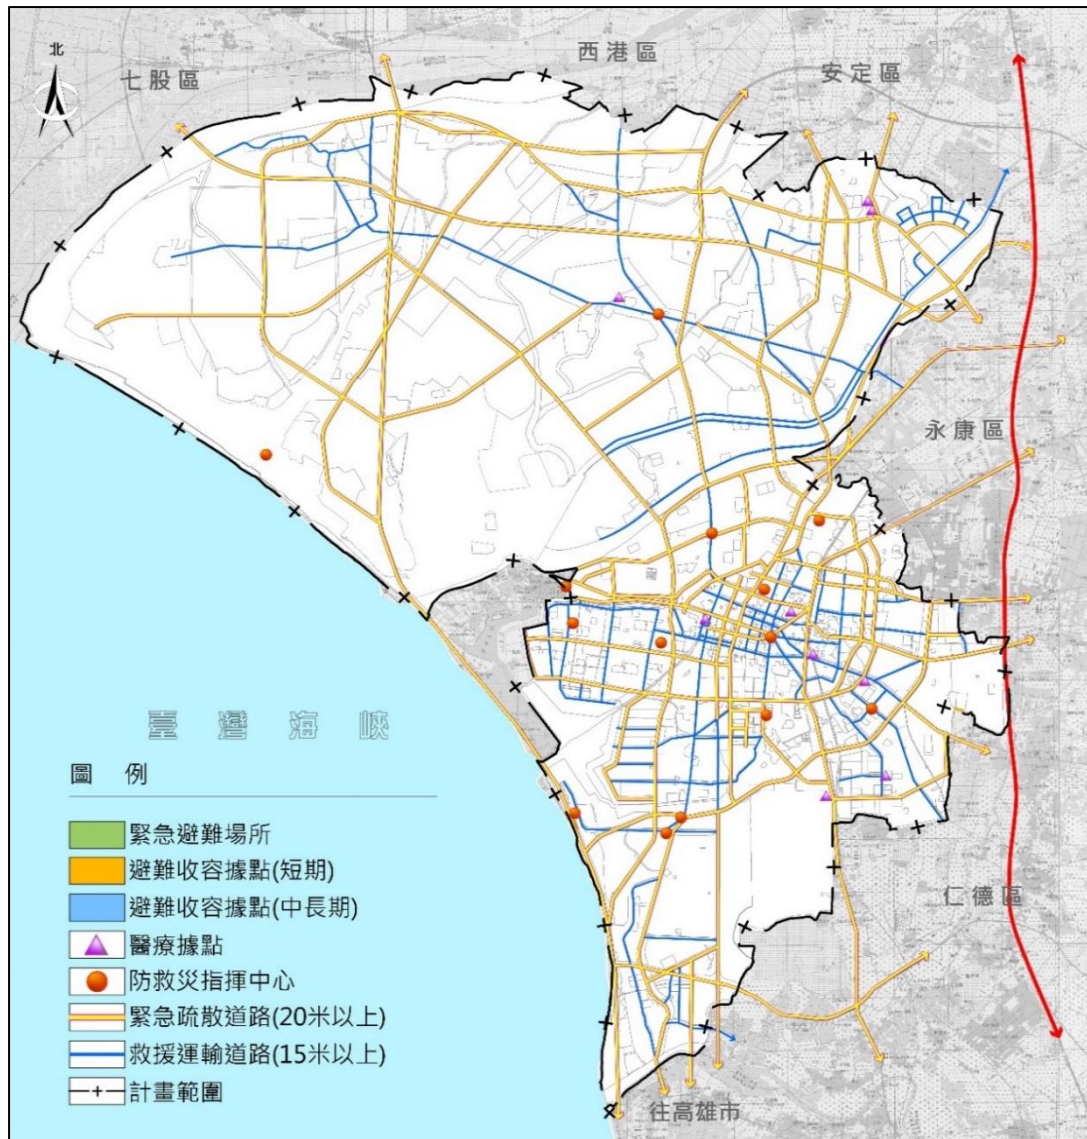 北
七股區
西港區
安定區
永康區
臺灣海峽
圖 例
緊急避難場所
避難收容據點(短期)
避難收容據點(中長期)
醫療據點
防救災指揮中心
緊急疏散道路(20米以上)
救援運輸道路(15米以上)
計畫範圍
仁德區
往高雄市